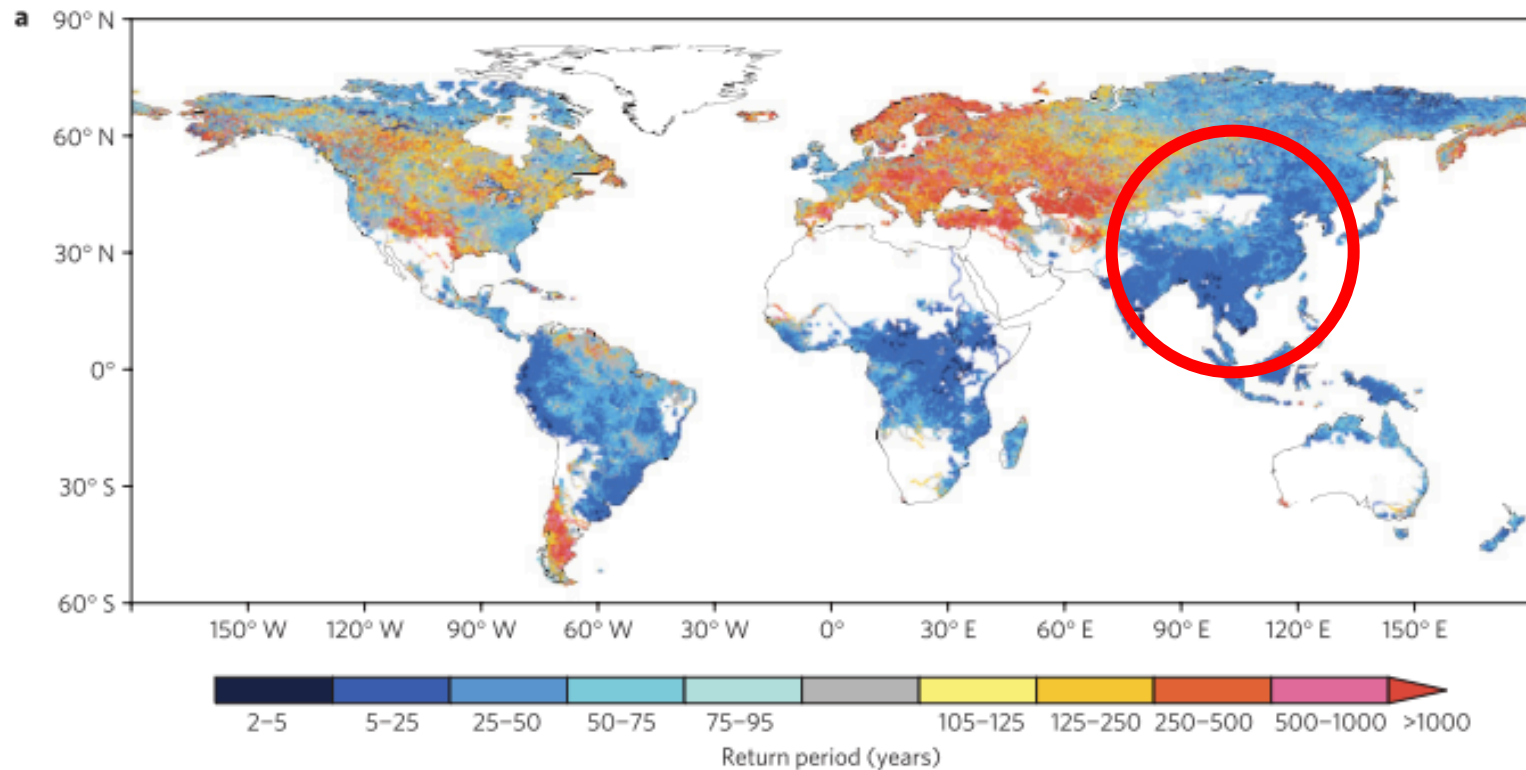 a
90° N
60° N
30° N
0°
30° S
60° S
150° W 120° W 90° W 60° W 30° W 0° 30° E 60° E 90° E 120° E 150° E
2–5 5–25 25–50 50–75 75–95 105–125 125–250 250–500 500–1000 >1000
Return period (years)